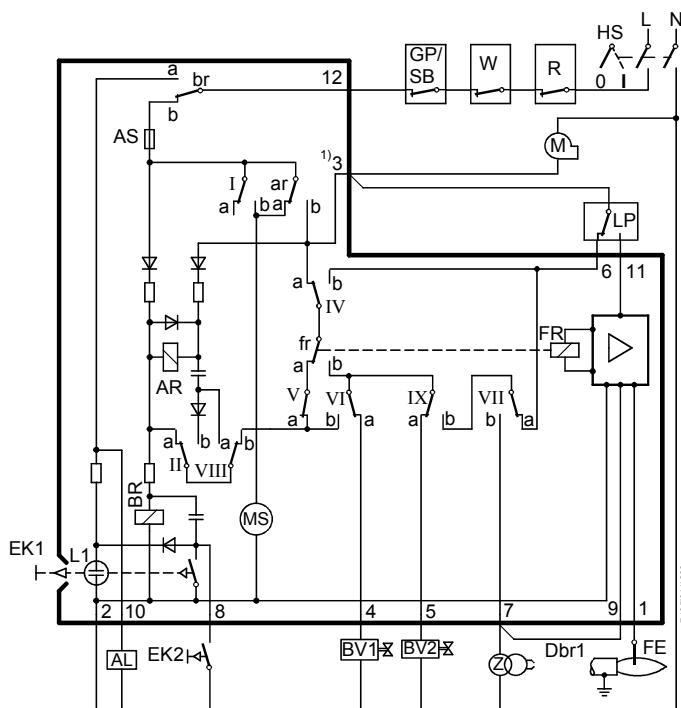 HS L N
GP/
SB
W
R
0 I
a
br
12
b
AS
M
1)3
I ar
a b a b
LP
6 11
a b
IV
fr
FR
a b
AR
V VI IX VII
a b a b b a b a b a
II VIII
BR
MS
EK1
L1
2 10 8 4 5 7 9 1
AL
EK2
BV1
BV2
Z
Dbr1
FE